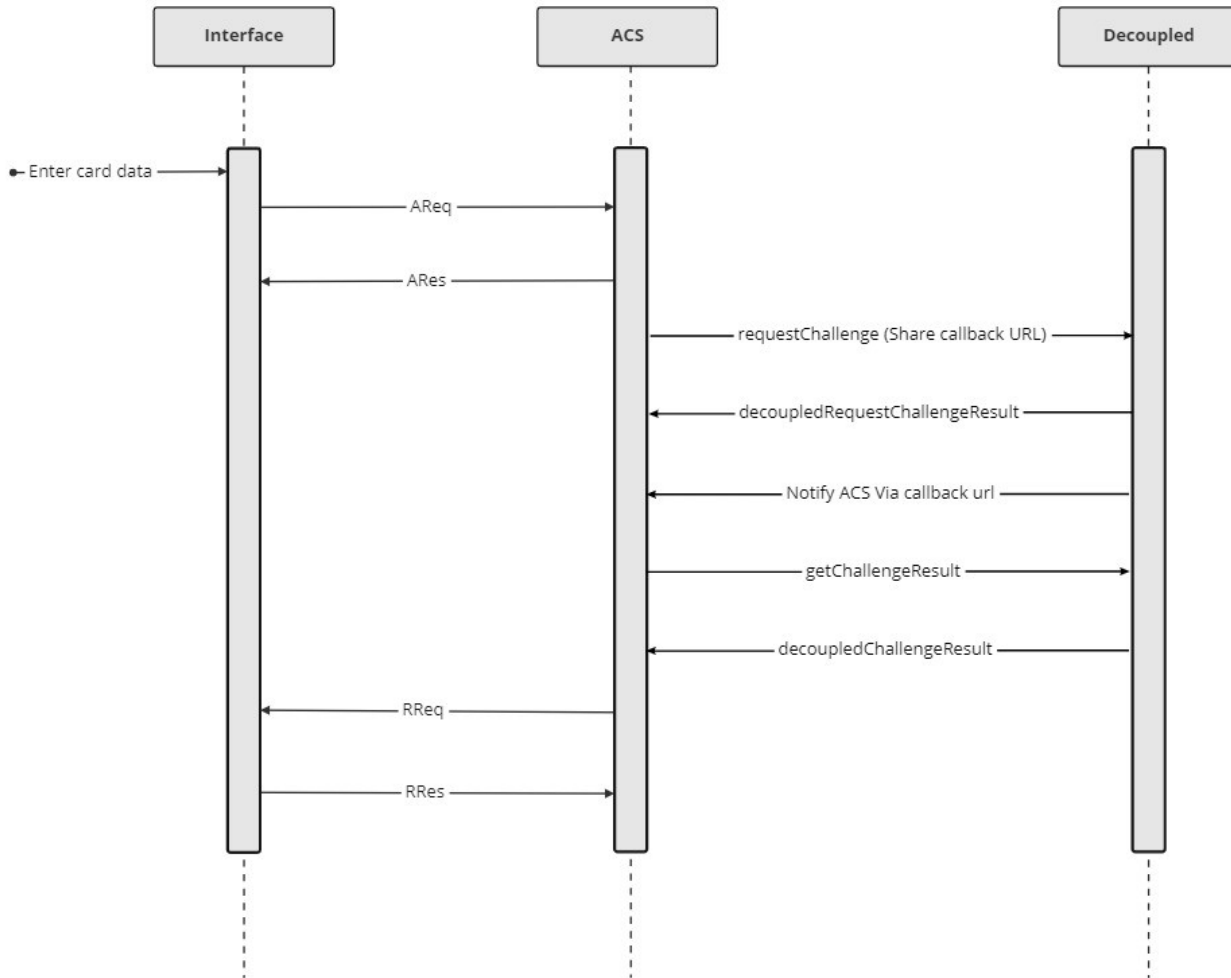 Interface
ACS
Decoupled
Enter card data
AReq
ARes
requestChallenge (Share callback URL)
decoupledRequestChallengeResult
Notify ACS Via callback url
getChallengeResult
decoupledChallengeResult
RReq
RRes